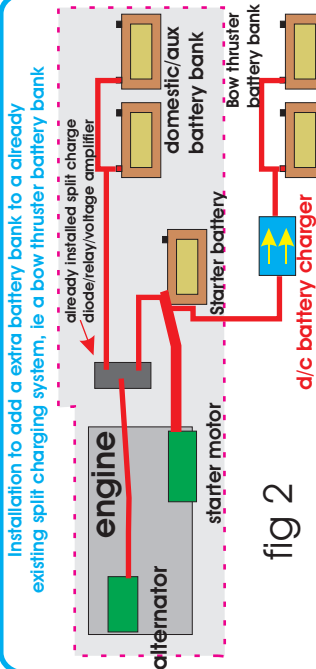 Installation to add a extra battery bank to a already
existing split charging system, ie a bow thruster battery bank
already installed split charge
diode/relay/voltage amplifier
domestic/aux
battery bank
engine
alternator
starter motor
Starter battery
Bow thruster
battery bank
d/c battery charger
fig 2